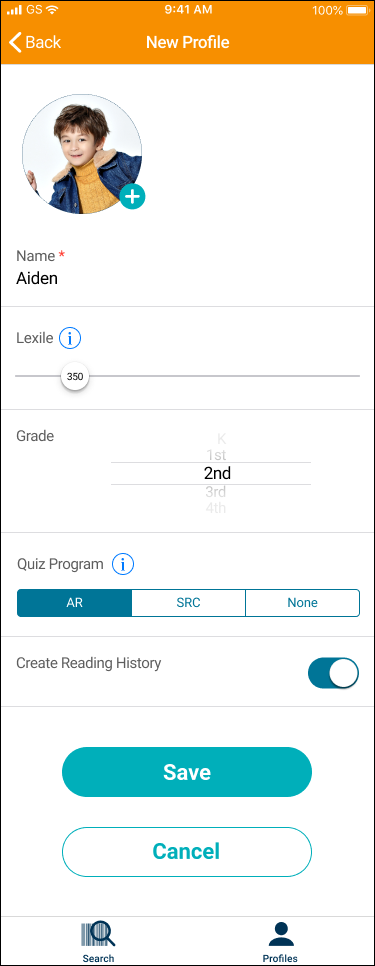 GS 9:41 AM 100%
Back New Profile
Name *
Aiden
Lexile i
350
Grade
K
1st
2nd
3rd
4th
Quiz Program i
AR SRC None
Create Reading History
Save
Cancel
Search Profiles